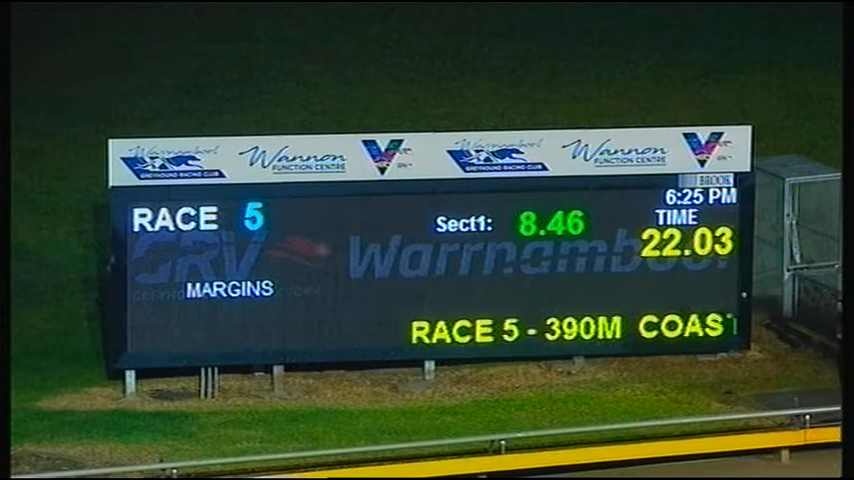 Warrnambool
GREYHOUND RACING CLUB
Wannon
FUNCTION CENTRE
Warrnambool
GREYHOUND RACING CLUB
Wannon
FUNCTION CENTRE
BROOK
6:25 PM
RACE 5
Sect1: 8.46
TIME
22.03
GRV
Warrnambool
MARGINS
RACE 5 - 390M COAST